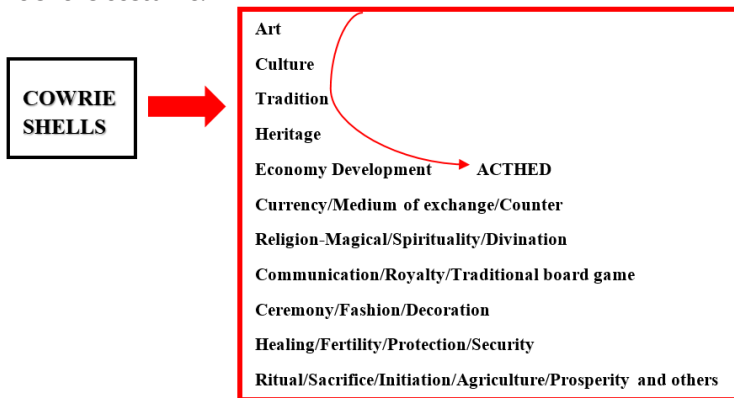 COWRIE
SHELLS
Art
Culture
Tradition
Heritage
Economy Development ACTHED
Currency/Medium of exchange/Counter
Religion-Magical/Spirituality/Divination
Communication/Royalty/Traditional board game
Ceremony/Fashion/Decoration
Healing/Fertility/Protection/Security
Ritual/Sacrifice/Initiation/Agriculture/Prosperity and others